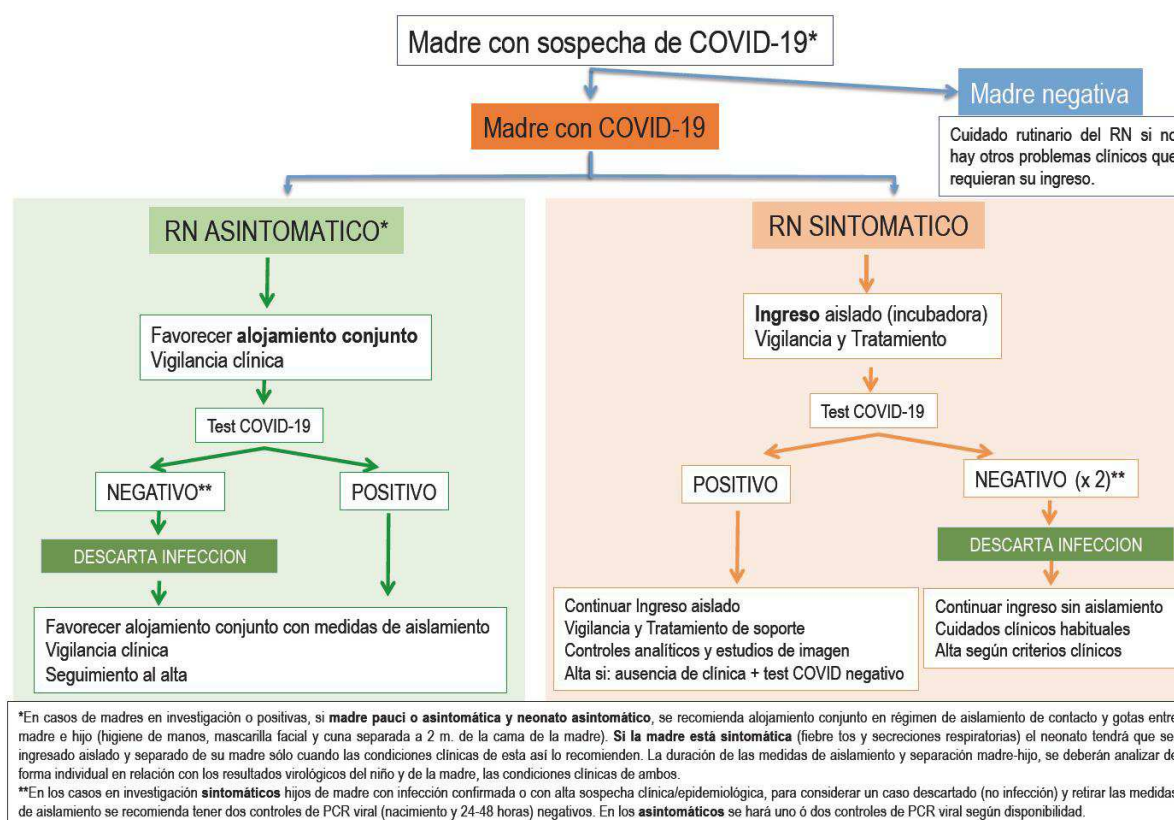 Madre con sospecha de COVID-19*
Madre negativa
Madre con COVID-19
Cuidado rutinario del RN si no
hay otros problemas clínicos que
requieran su ingreso.
RN ASINTOMATICO*
RN SINTOMATICO
Favorecer alojamiento conjunto
Vigilancia clínica
Ingreso aislado (incubadora)
Vigilancia y Tratamiento
Test COVID-19
Test COVID-19
NEGATIVO**
POSITIVO
POSITIVO
NEGATIVO (x 2)**
DESCARTA INFECCION
DESCARTA INFECCION
Favorecer alojamiento conjunto con medidas de aislamiento
Vigilancia clínica
Seguimiento al alta
Continuar Ingreso aislado
Vigilancia y Tratamiento de soporte
Controles analíticos y estudios de imagen
Alta si: ausencia de clínica + test COVID negativo
Continuar ingreso sin aislamiento
Cuidados clínicos habituales
Alta según criterios clínicos
*En casos de madres en investigación o positivas, si madre pauci o asintomática y neonato asintomático, se recomienda alojamiento conjunto en régimen de aislamiento de contacto y gotas entre
madre e hijo (higiene de manos, mascarilla facial y cuna separada a 2 m. de la cama de la madre). Si la madre está sintomática (fiebre tos y secreciones respiratorias) el neonato tendrá que se
ingresado aislado y separado de su madre sólo cuando las condiciones clínicas de esta así lo recomienden. La duración de las medidas de aislamiento y separación madre-hijo, se deberán analizar de
forma individual en relación con los resultados virológicos del niño y de la madre, las condiciones clínicas de ambos.
**En los casos en investigación sintomáticos hijos de madre con infección confirmada o con alta sospecha clínica/epidemiológica, para considerar un caso descartado (no infección) y retirar las medidas
de aislamiento se recomienda tener dos controles de PCR viral (nacimiento y 24-48 horas) negativos. En los asintomáticos se hará uno ó dos controles de PCR viral según disponibilidad.